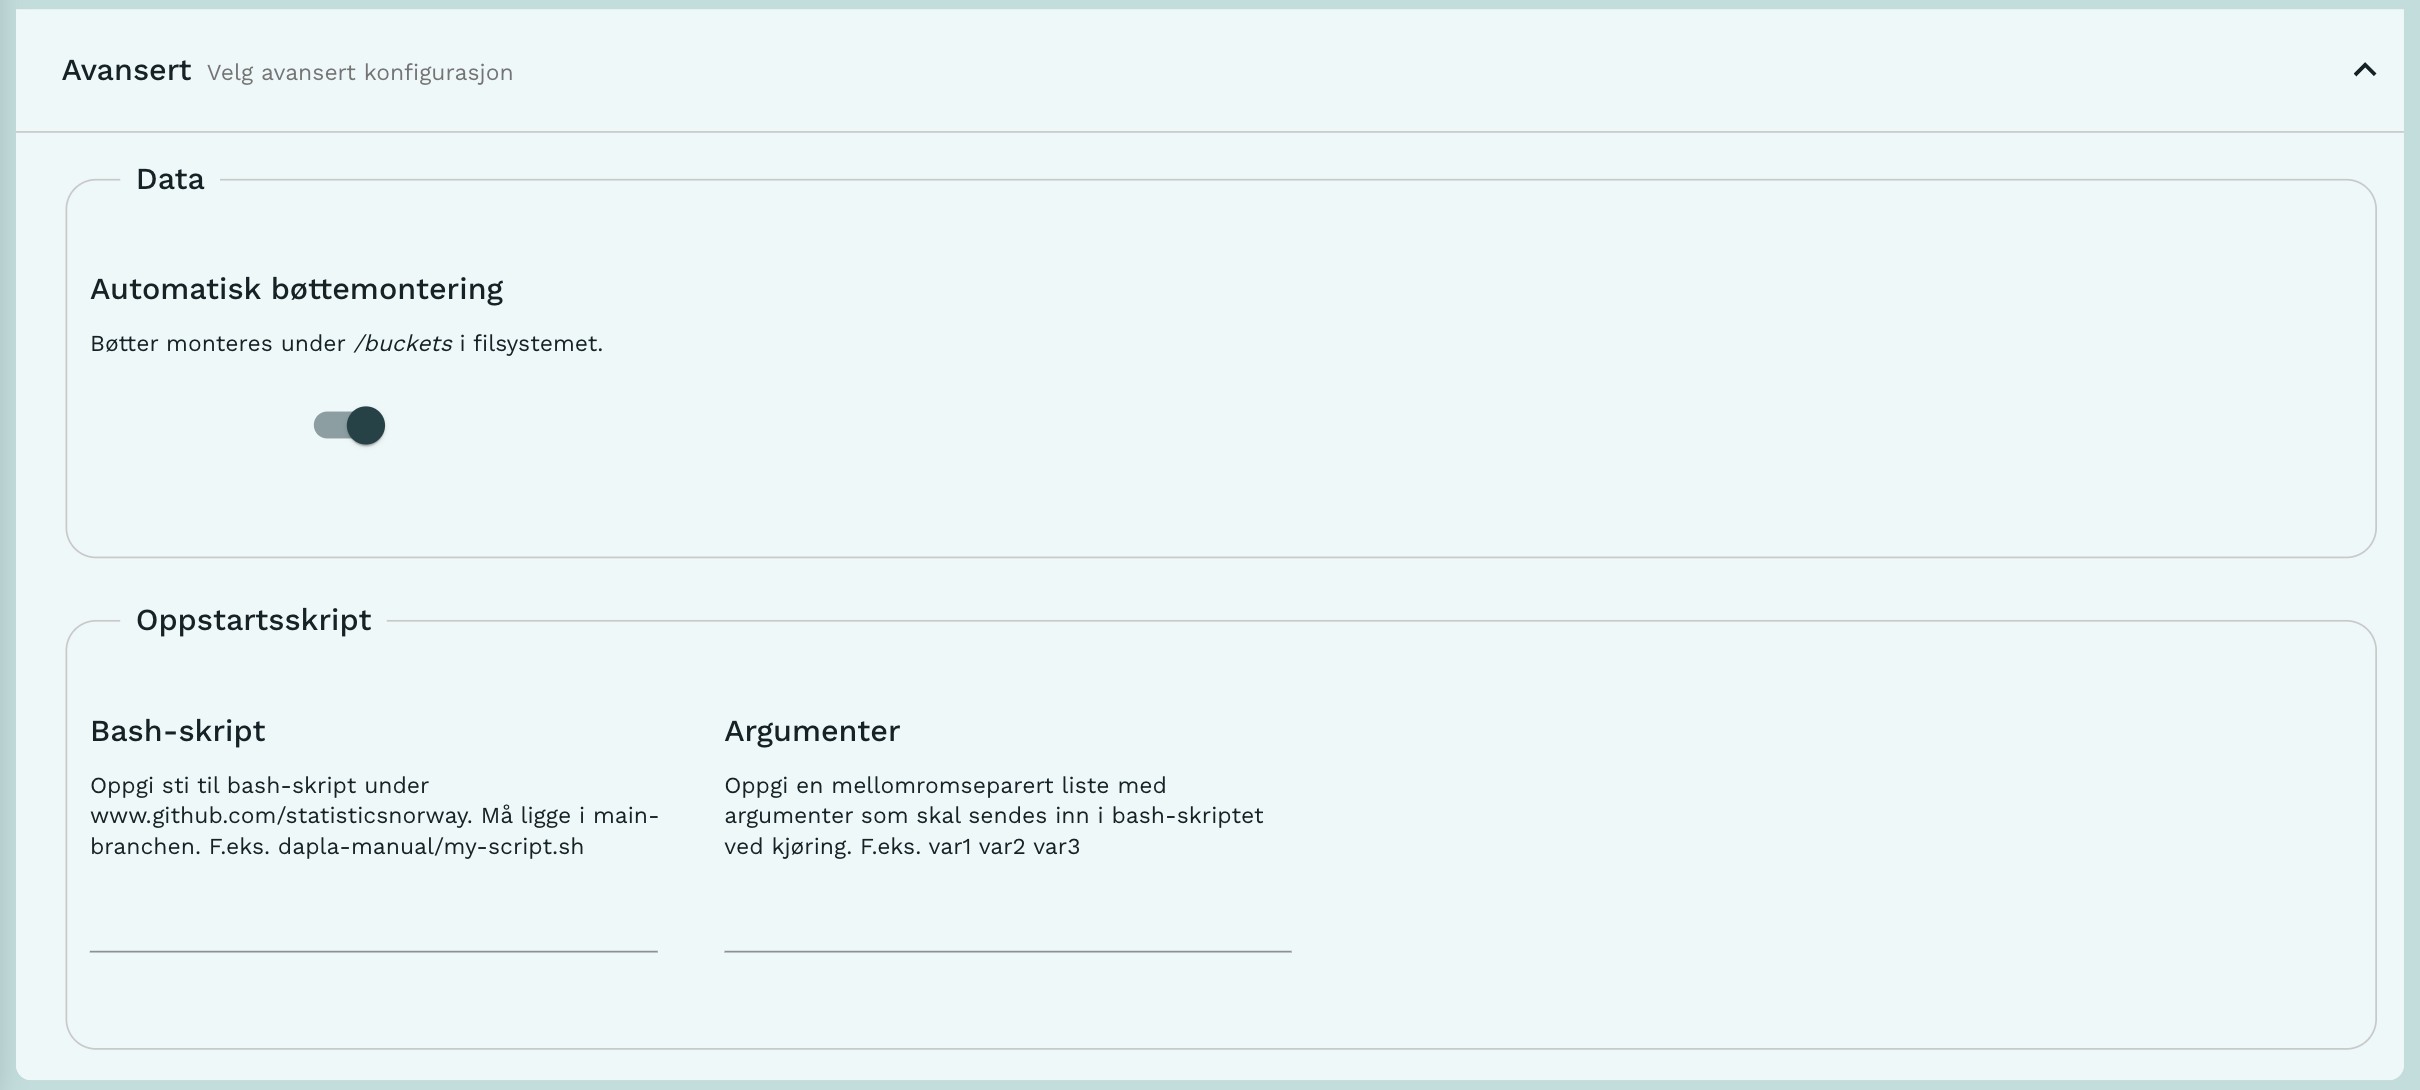 Avansert Velg avansert konfigurasjon
Data
Automatisk bøttemontering
Bøtter monteres under /buckets i filsystemet.
Oppstartsskript
Bash-skript
Oppgi sti til bash-skript under
www.github.com/statisticsnorway. Må ligge i main-
branchen. F.eks. dapla-manual/my-script.sh
Argumenter
Oppgi en mellomromseparert liste med
argumenter som skal sendes inn i bash-skriptet
ved kjøring. F.eks. var1 var2 var3